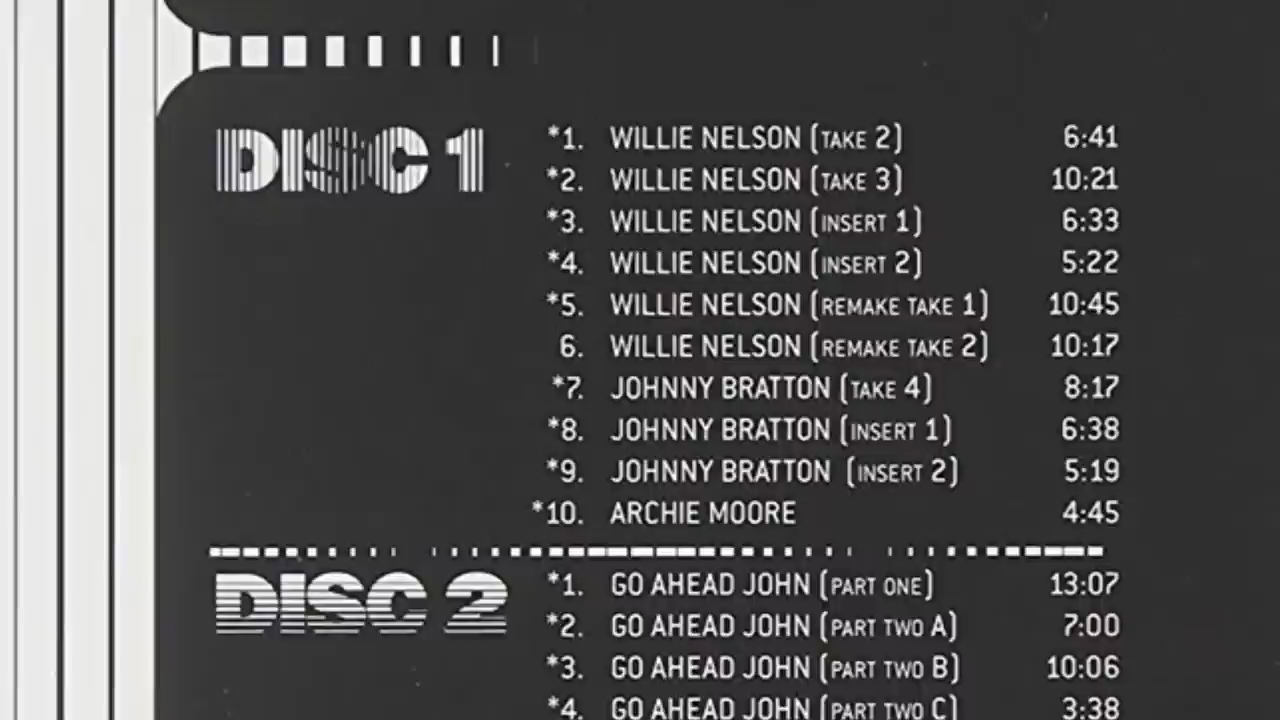 DISC 1
*1. WILLIE NELSON (TAKE 2) 6:41
*2. WILLIE NELSON (TAKE 3) 10:21
*3. WILLIE NELSON (INSERT 1) 6:33
*4. WILLIE NELSON (INSERT 2) 5:22
*5. WILLIE NELSON (REMAKE TAKE 1) 10:45
6. WILLIE NELSON (REMAKE TAKE 2) 10:17
*7. JOHNNY BRATTON (TAKE 4) 8:17
*8. JOHNNY BRATTON (INSERT 1) 6:38
*9. JOHNNY BRATTON (INSERT 2) 5:19
*10. ARCHIE MOORE 4:45
DISC 2
*1. GO AHEAD JOHN (PART ONE) 13:07
*2. GO AHEAD JOHN (PART TWO A) 7:00
*3. GO AHEAD JOHN (PART TWO B) 10:06
*4. GO AHEAD JOHN (PART TWO C) 3:38